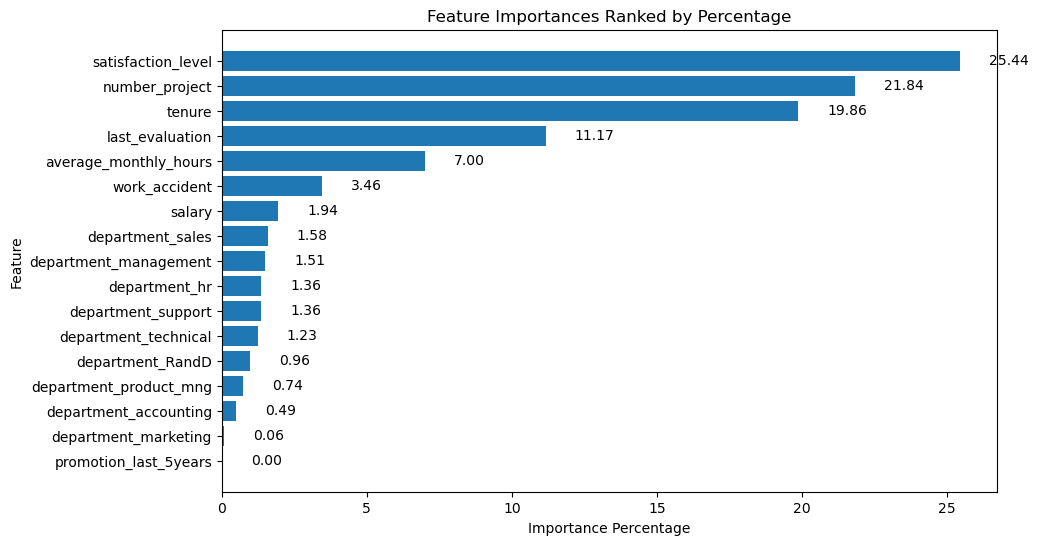 Feature Importances Ranked by Percentage
satisfaction_level 25.44
number_project 21.84
tenure 19.86
last_evaluation 11.17
average_monthly_hours 7.00
work_accident 3.46
salary 1.94
department_sales 1.58
department_management 1.51
department_hr 1.36
department_support 1.36
department_technical 1.23
department_RandD 0.96
department_product_mng 0.74
department_accounting 0.49
department_marketing 0.06
promotion_last_5years 0.00
Feature
0 5 10 15 20 25
Importance Percentage